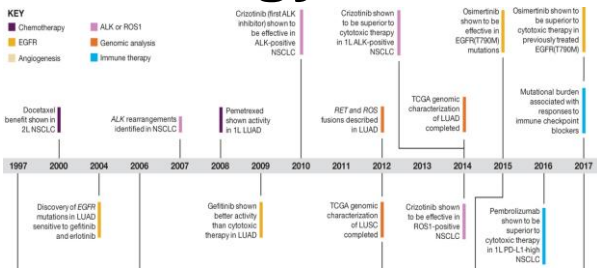 gy
KEY
Chemotherapy
EGFR
Angiogenesis
ALK or ROS1
Genomic analysis
Immune therapy
Crizotinib (first ALK
inhibitor) shown to
be effective in
ALK-positive
NSCLC
Crizotinib shown
to be superior to
cytotoxic therapy
in 1L ALK-positive
NSCLC
Osimertinib
shown to be
effective in
EGFR(T790M)
mutations
Osimertinib shown
to be superior to
cytotoxic therapy in
previously treated
EGFR(T790M)
Docetaxel
benefit shown in
2L NSCLC
ALK rearrangements
identified in NSCLC
Pemetrexed
shown activity
in 1L LUAD
RET and ROS
fusions described
in LUAD
TCGA genomic
characterization
of LUAD
completed
Mutational burden
associated with
responses to
immune checkpoint
blockers
1997 2000 2004 2006 2007 2008 2009 2010 2011 2012 2013 2014 2015 2016 2017
Discovery of EGFR
mutations in LUAD
sensitive to gefitinib
and erlotinib
Gefitinib shown
better activity
than cytotoxic
therapy in LUAD
TCGA genomic
characterization
of LUSC
completed
Crizotinib shown
to be effective in
ROS1-positive
NSCLC
Pembrolizumab
shown to be
superior to
cytotoxic therapy
in 1L PD-L1-high
NSCLC